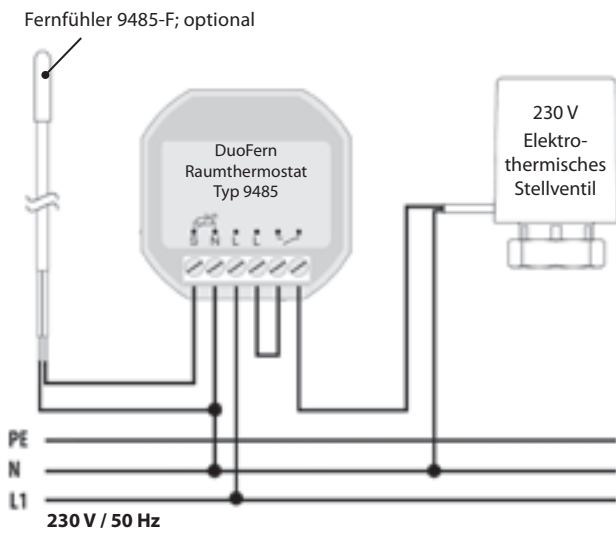 Fernfühler 9485-F; optional
DuoFern
Raumthermostat
Typ 9485
S N L L
230 V
Elektro-
thermisches
Stellventil
PE
N
L1
230 V / 50 Hz